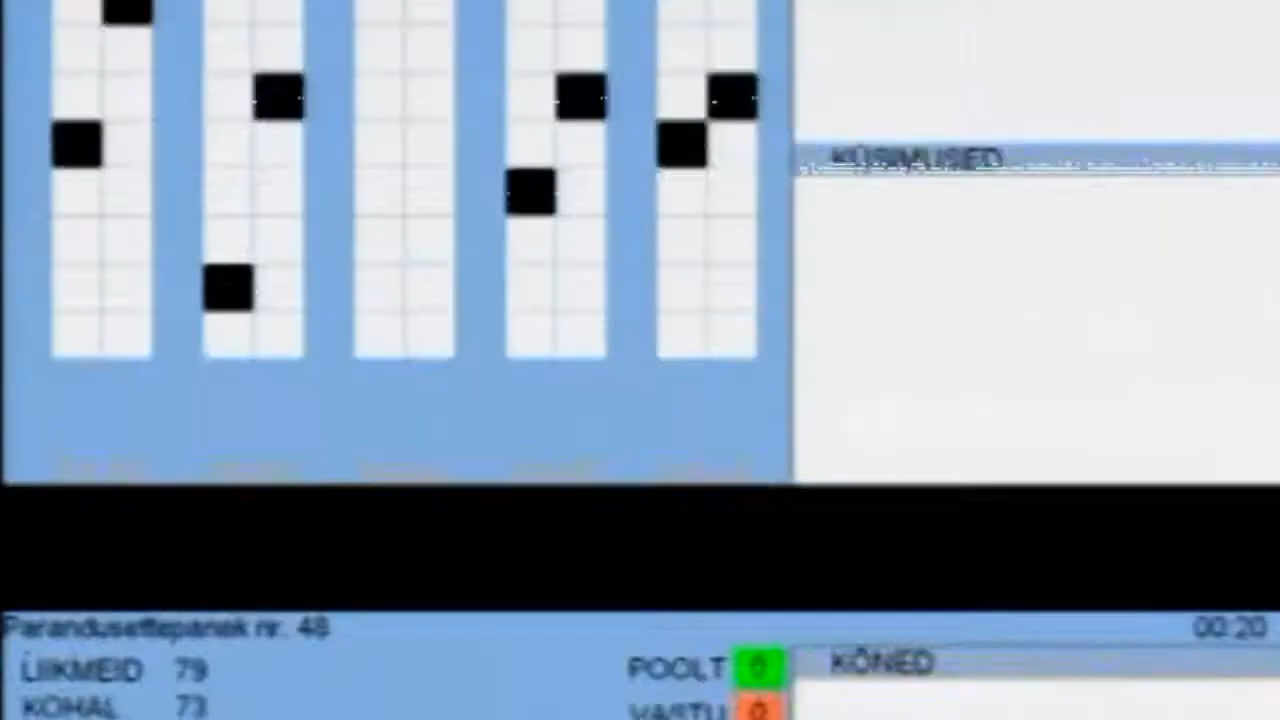 KÜSIMUSED
Parandusettepanek nr. 48
00:20
LIIKMEID 79
POOLT 0
KÕNED
KOHAL 73
VASTU 0